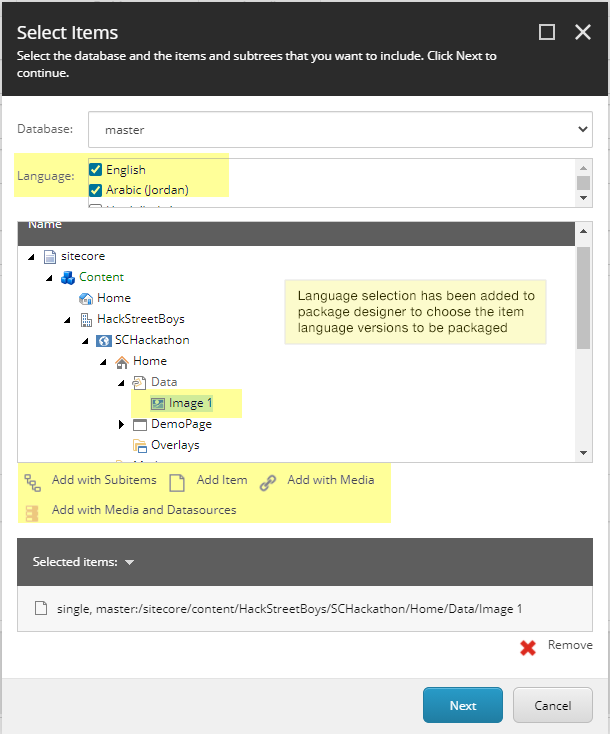 Select Items
Select the database and the items and subtrees that you want to include. Click Next to
continue.
Database:
master
Language:
English
Arabic (Jordan)
Name
sitecore
Content
Home
HackStreetBoys
SCHackathon
Home
Data
Image 1
DemoPage
Overlays
Language selection has been added to
package designer to choose the item
language versions to be packaged
Add with Subitems
Add Item
Add with Media
Add with Media and Datasources
Selected items:
single, master:/sitecore/content/HackStreetBoys/SCHackathon/Home/Data/Image 1
Remove
Next
Cancel